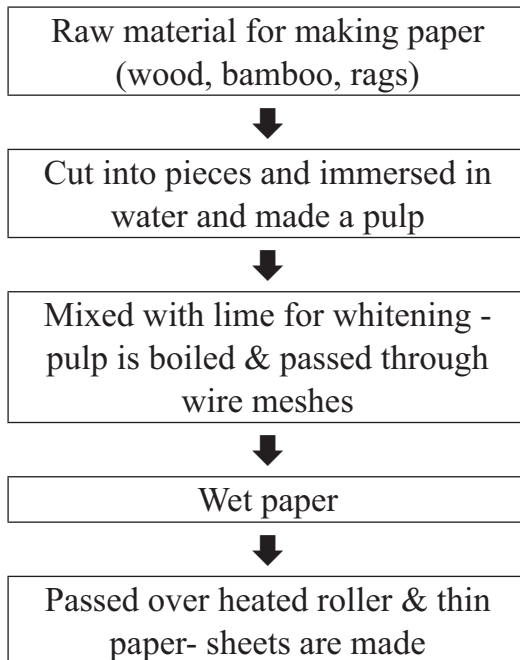 Raw material for making paper
(wood, bamboo, rags)
Cut into pieces and immersed in
water and made a pulp
Mixed with lime for whitening -
pulp is boiled & passed through
wire meshes
Wet paper
Passed over heated roller & thin
paper- sheets are made